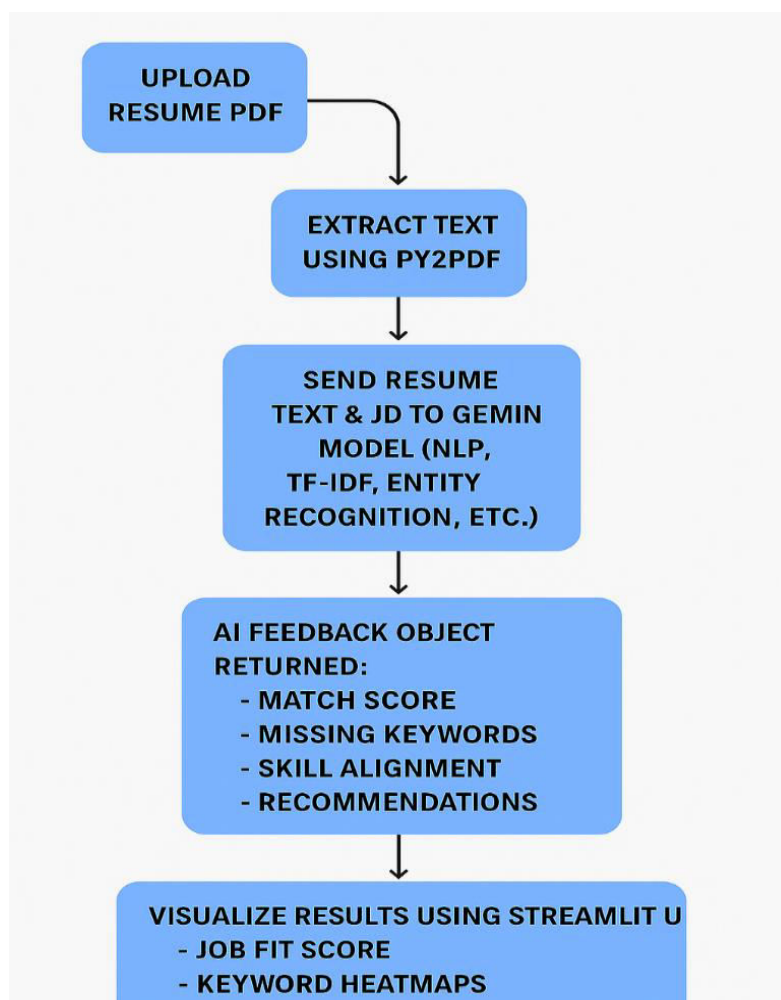 UPLOAD
RESUME PDF
EXTRACT TEXT
USING PY2PDF
SEND RESUME
TEXT & JD TO GEMIN
MODEL (NLP,
TF-IDF, ENTITY
RECOGNITION, ETC.)
AI FEEDBACK OBJECT
RETURNED:
- MATCH SCORE
- MISSING KEYWORDS
- SKILL ALIGNMENT
- RECOMMENDATIONS
VISUALIZE RESULTS USING STREAMLIT U
- JOB FIT SCORE
- KEYWORD HEATMAPS